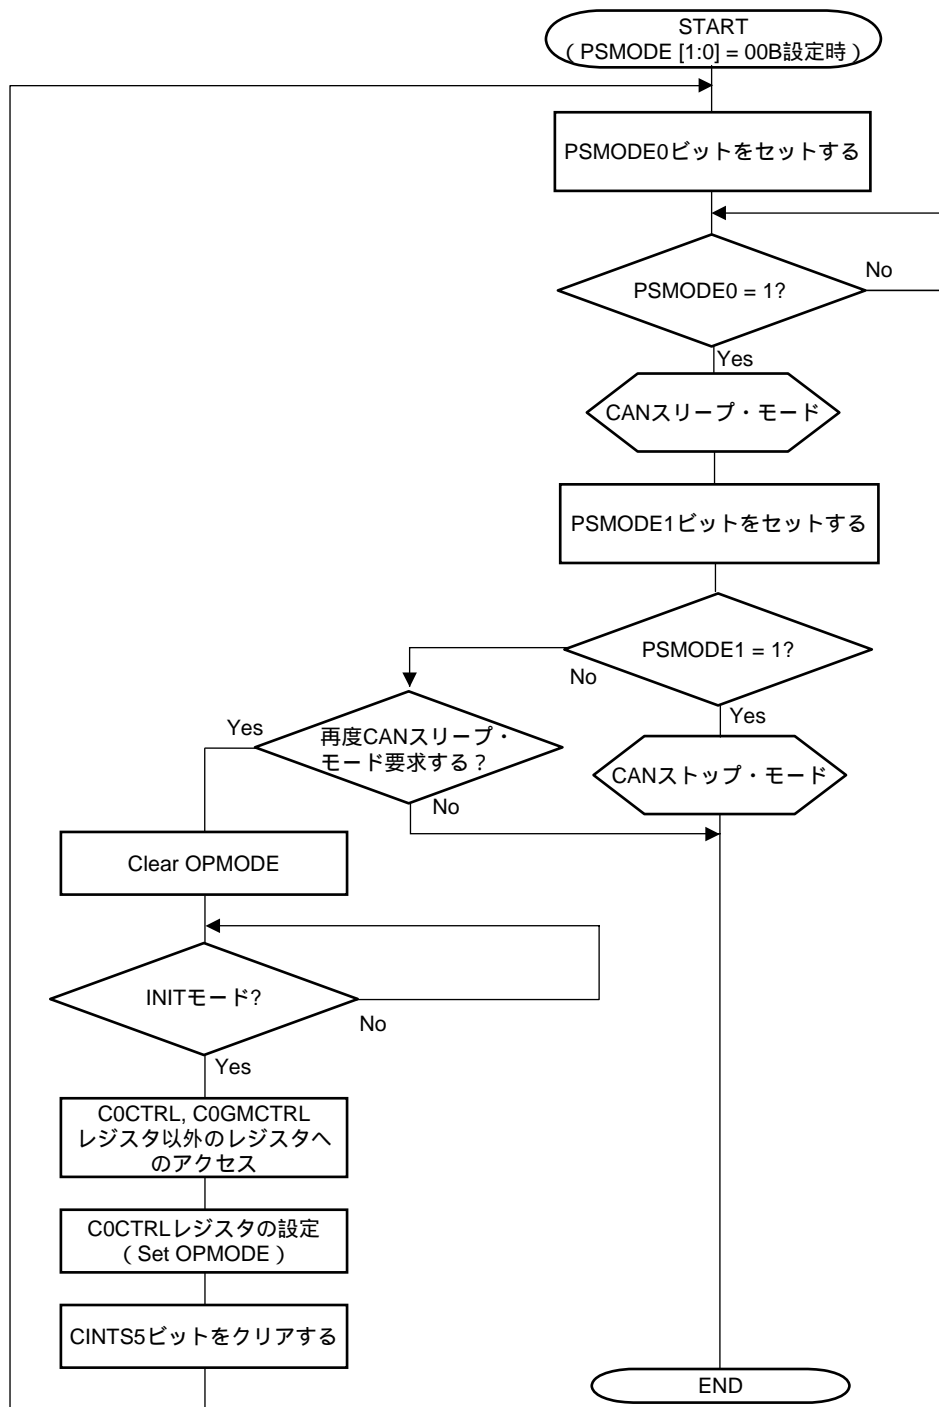 START
（PSMODE [1:0] = 00B設定時）
PSMODE0ビットをセットする
PSMODE0 = 1?
No
Yes
CANスリープ・モード
PSMODE1ビットをセットする
PSMODE1 = 1?
No
Yes
CANストップ・モード
再度CANスリープ・
モード要求する？
Yes
No
Clear OPMODE
INITモード?
No
Yes
C0CTRL, C0GMCTRL
レジスタ以外のレジスタへ
のアクセス
C0CTRLレジスタの設定
（Set OPMODE）
CINTS5ビットをクリアする
END